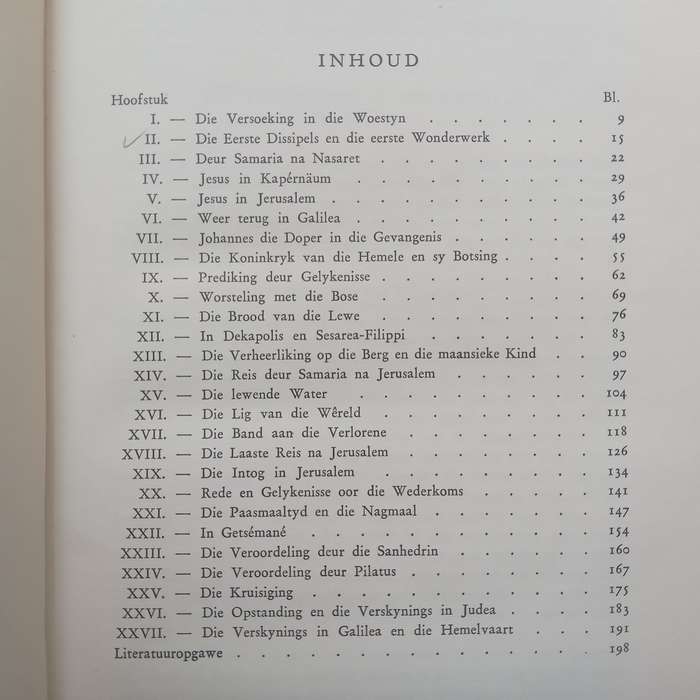 INHOUD
Hoofstuk Bl.
I. — Die Versoeking in die Woestyn . . . . . . . 9
II. — Die Eerste Dissipels en die eerste Wonderwerk . . . . 15
III. — Deur Samaria na Nasaret . . . . . . . . 22
IV. — Jesus in Kapérnäum . . . . . . . . . 29
V. — Jesus in Jerusalem . . . . . . . . . . 36
VI. — Weer terug in Galilea . . . . . . . . . 42
VII. — Johannes die Doper in die Gevangenis . . . . . 49
VIII. — Die Koninkryk van die Hemele en sy Botsing . . . . 55
IX. — Prediking deur Gelykenisse . . . . . . . . 62
X. — Worsteling met die Bose . . . . . . . . 69
XI. — Die Brood van die Lewe . . . . . . . . 76
XII. — In Dekapolis en Sesarea-Filippi . . . . . . . 83
XIII. — Die Verheerliking op die Berg en die maansieke Kind . . 90
XIV. — Die Reis deur Samaria na Jerusalem . . . . . . 97
XV. — Die lewende Water . . . . . . . . . 104
XVI. — Die Lig van die Wêreld . . . . . . . . 111
XVII. — Die Band aan die Verlorene . . . . . . . 118
XVIII. — Die Laaste Reis na Jerusalem . . . . . . . 126
XIX. — Die Intog in Jerusalem . . . . . . . . 134
XX. — Rede en Gelykenisse oor die Wederkoms . . . . . 141
XXI. — Die Paasmaaltyd en die Nagmaal . . . . . . 147
XXII. — In Getsémané . . . . . . . . . . 154
XXIII. — Die Veroordeling deur die Sanhedrin . . . . . 160
XXIV. — Die Veroordeling deur Pilatus . . . . . . . 167
XXV. — Die Kruisiging . . . . . . . . . . 175
XXVI. — Die Opstanding en die Verskynings in Judea . . . . 183
XXVII. — Die Verskynings in Galilea en die Hemelvaart . . . 191
Literatuuropgawe . . . . . . . . . . . . 198